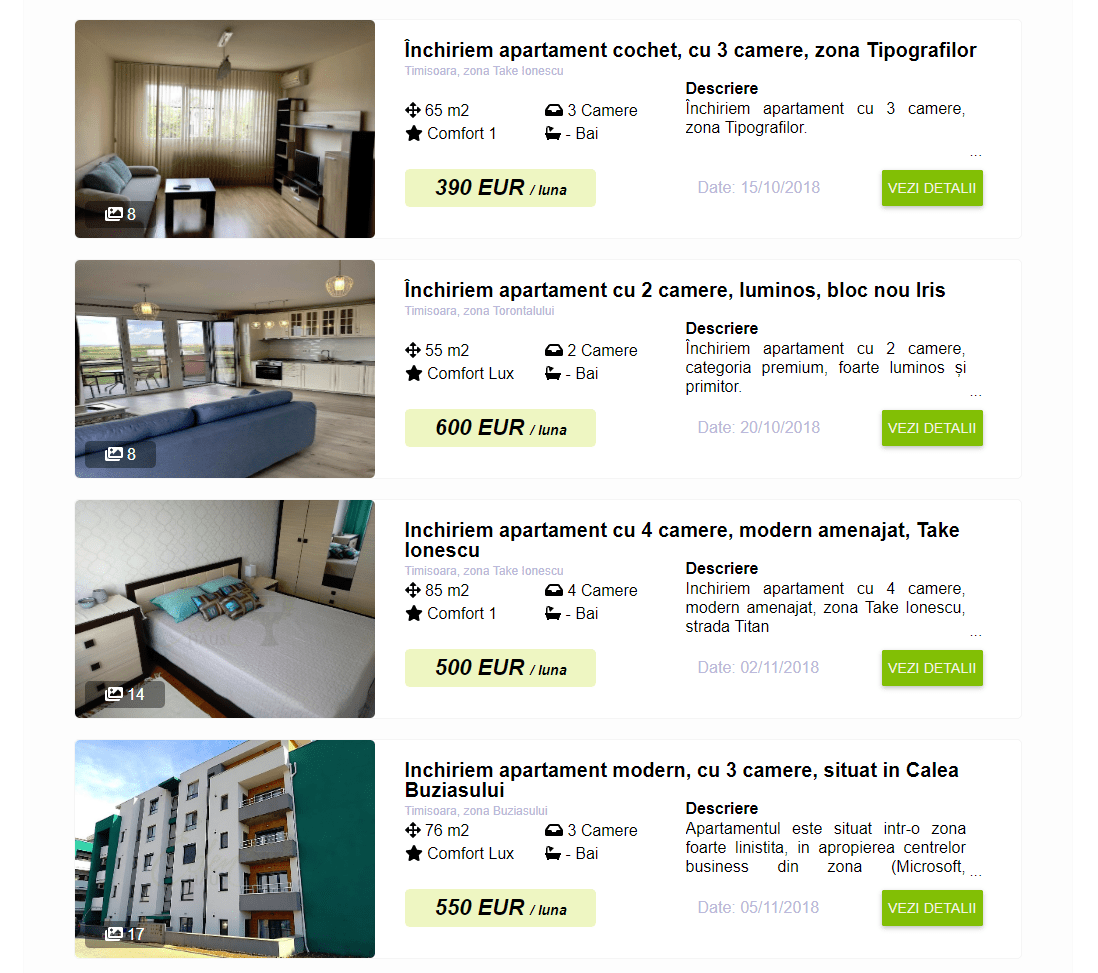 Închiriem apartament cochet, cu 3 camere, zona Tipografilor
Timisoara, zona Take Ionescu
65 m2
3 Camere
Comfort 1
- Bai
Descriere
Închiriem apartament cu 3 camere,
zona Tipografilor.
...
390 EUR / luna
Date: 15/10/2018
VEZI DETALII
8
Închiriem apartament cu 2 camere, luminos, bloc nou Iris
Timisoara, zona Torontalului
55 m2
2 Camere
Comfort Lux
- Bai
Descriere
Închiriem apartament cu 2 camere,
categoria premium, foarte luminos și
primitor.
...
600 EUR / luna
Date: 20/10/2018
VEZI DETALII
8
Inchiriem apartament cu 4 camere, modern amenajat, Take
Ionescu
Timisoara, zona Take Ionescu
85 m2
4 Camere
Comfort 1
- Bai
Descriere
Inchiriem apartament cu 4 camere,
modern amenajat, zona Take Ionescu,
strada Titan
...
500 EUR / luna
Date: 02/11/2018
VEZI DETALII
14
Inchiriem apartament modern, cu 3 camere, situat in Calea
Buziasului
Timisoara, zona Buziasului
76 m2
3 Camere
Comfort Lux
- Bai
Descriere
Apartamentul este situat intr-o zona
foarte linistita, in apropierea centrelor
business din zona (Microsoft,
...
550 EUR / luna
Date: 05/11/2018
VEZI DETALII
17